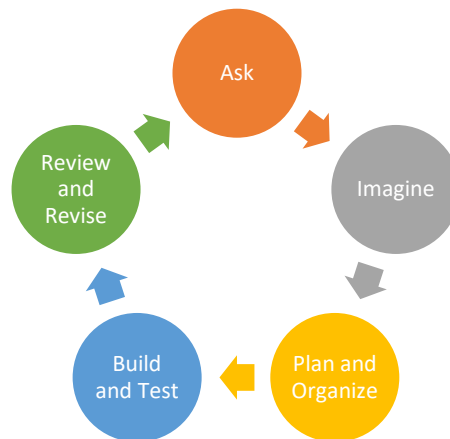 Ask
Imagine
Plan and
Organize
Build
and Test
Review
and
Revise